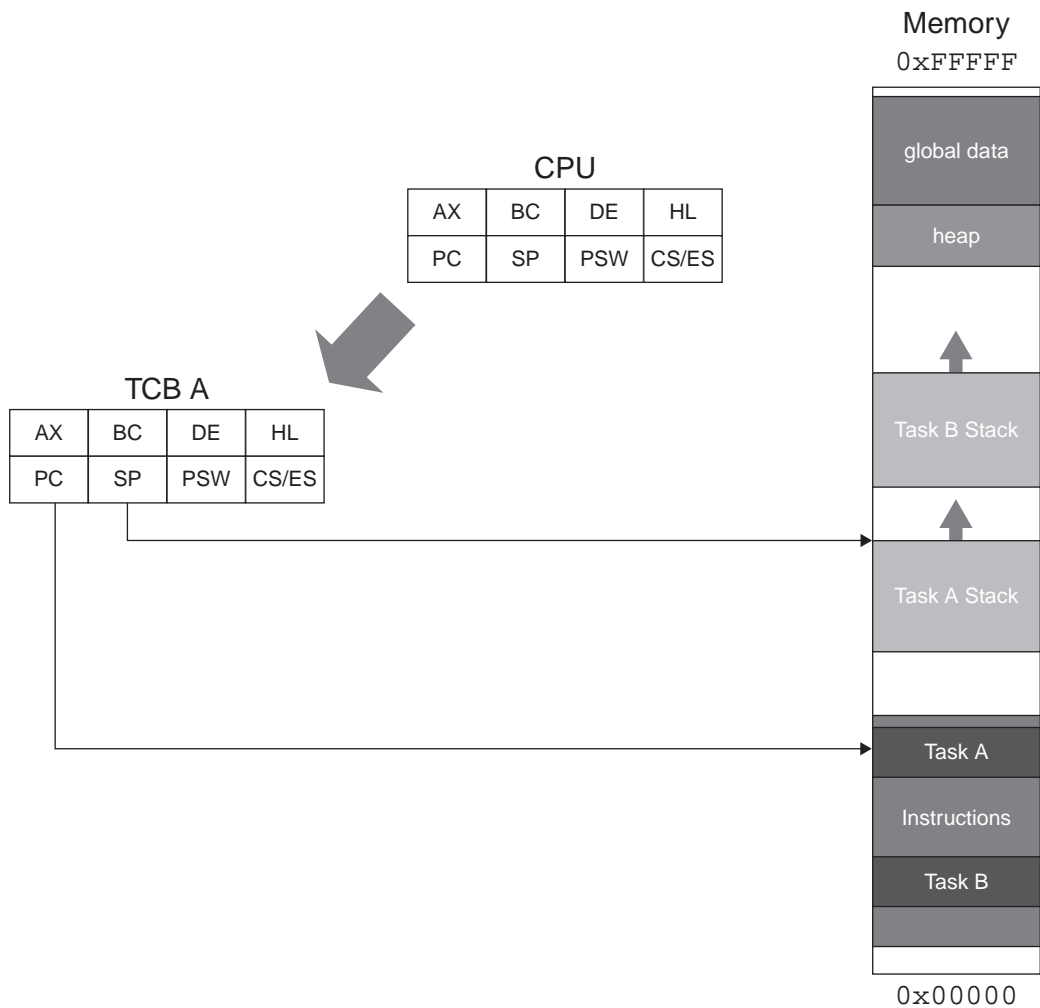 Memory
0xFFFFF
global data
heap
CPU
AX BC DE HL
PC SP PSW CS/ES
TCB A
AX BC DE HL
PC SP PSW CS/ES
Task B Stack
Task A Stack
Task A
Instructions
Task B
0x00000